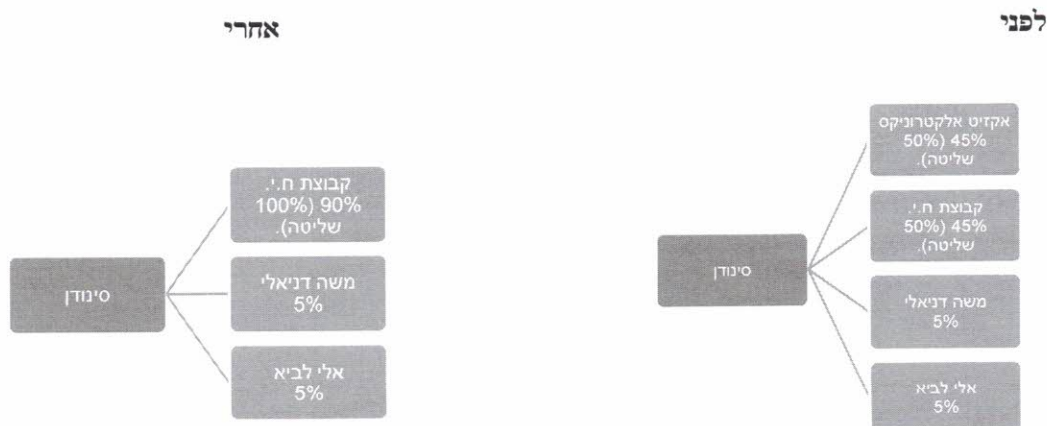 לפני
אקזיט אלקטרוניקס
45% (50%
שליטה).
קבוצת ח.י.
45% (50%
שליטה).
סינודן
משה דניאלי
5%
אלי לביא
5%
אחרי
קבוצת ח.י.
90% (100%
שליטה).
סינודן
משה דניאלי
5%
אלי לביא
5%